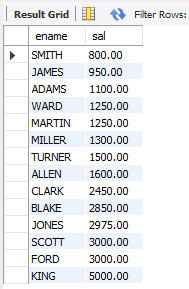 Result Grid Filter Rows:
ename sal
SMITH 800.00
JAMES 950.00
ADAMS 1100.00
WARD 1250.00
MARTIN 1250.00
MILLER 1300.00
TURNER 1500.00
ALLEN 1600.00
CLARK 2450.00
BLAKE 2850.00
JONES 2975.00
SCOTT 3000.00
FORD 3000.00
KING 5000.00